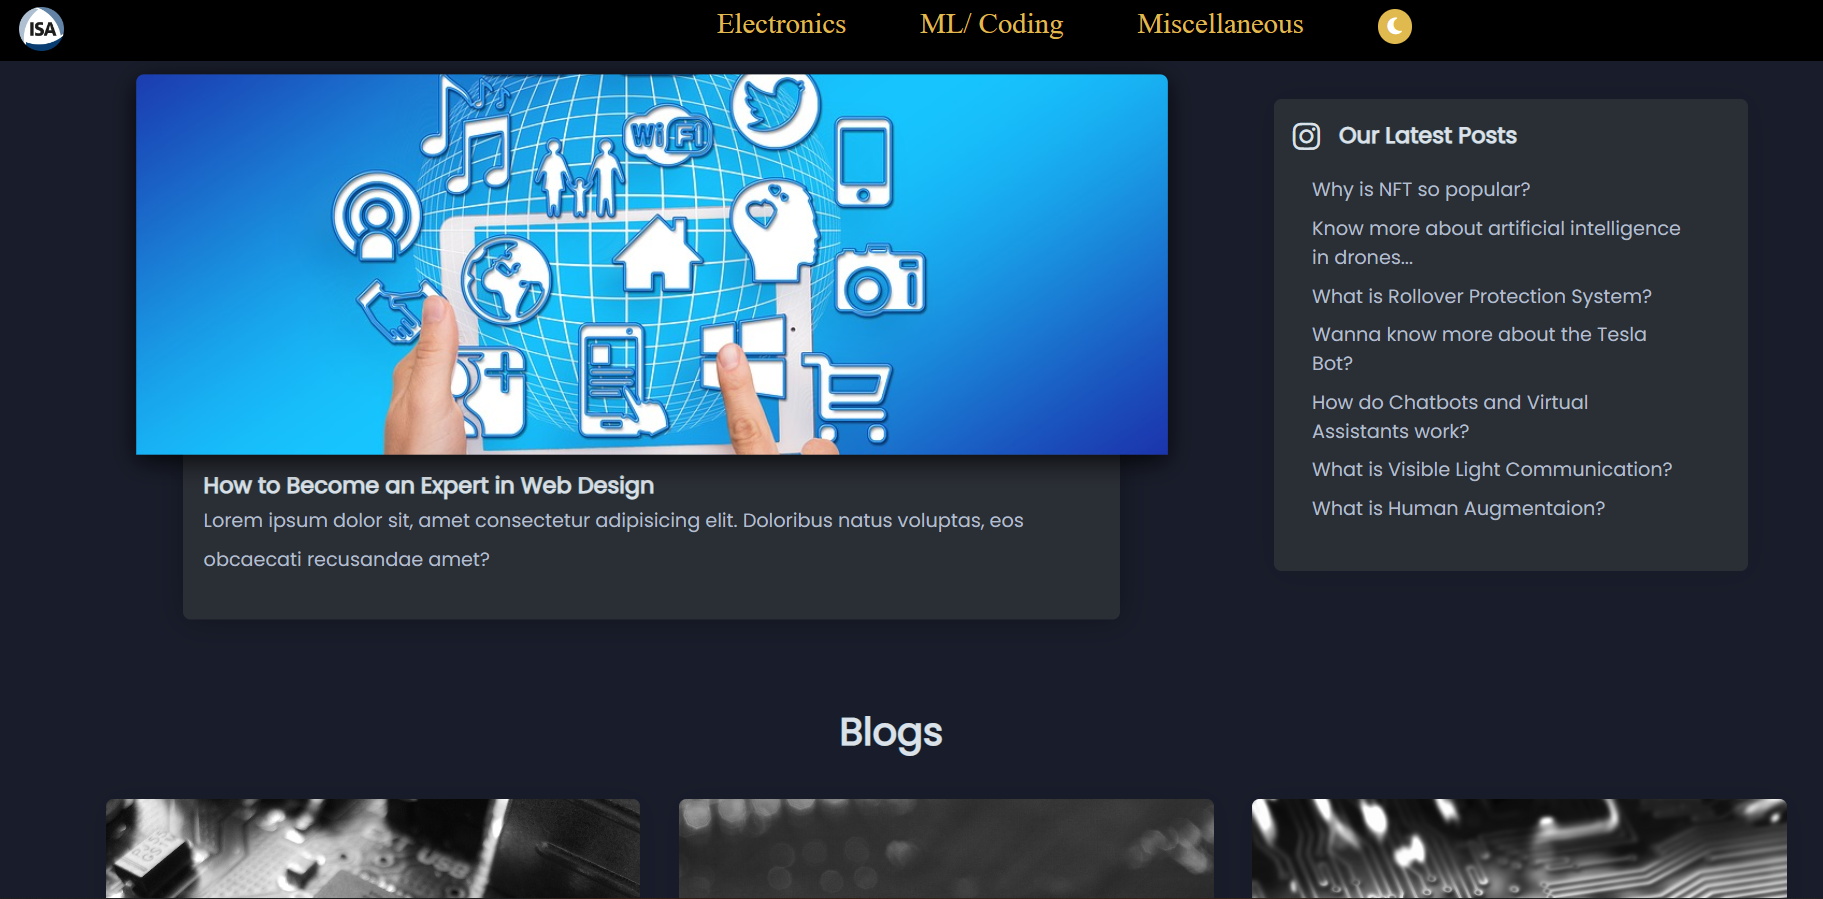 ISA
Electronics
ML/ Coding
Miscellaneous
WiFi
Our Latest Posts
Why is NFT so popular?
Know more about artificial intelligence
in drones...
What is Rollover Protection System?
Wanna know more about the Tesla
Bot?
How do Chatbots and Virtual
Assistants work?
What is Visible Light Communication?
What is Human Augmentaion?
How to Become an Expert in Web Design
Lorem ipsum dolor sit, amet consectetur adipisicing elit. Doloribus natus voluptas, eos
obcaecati recusandae amet?
Blogs